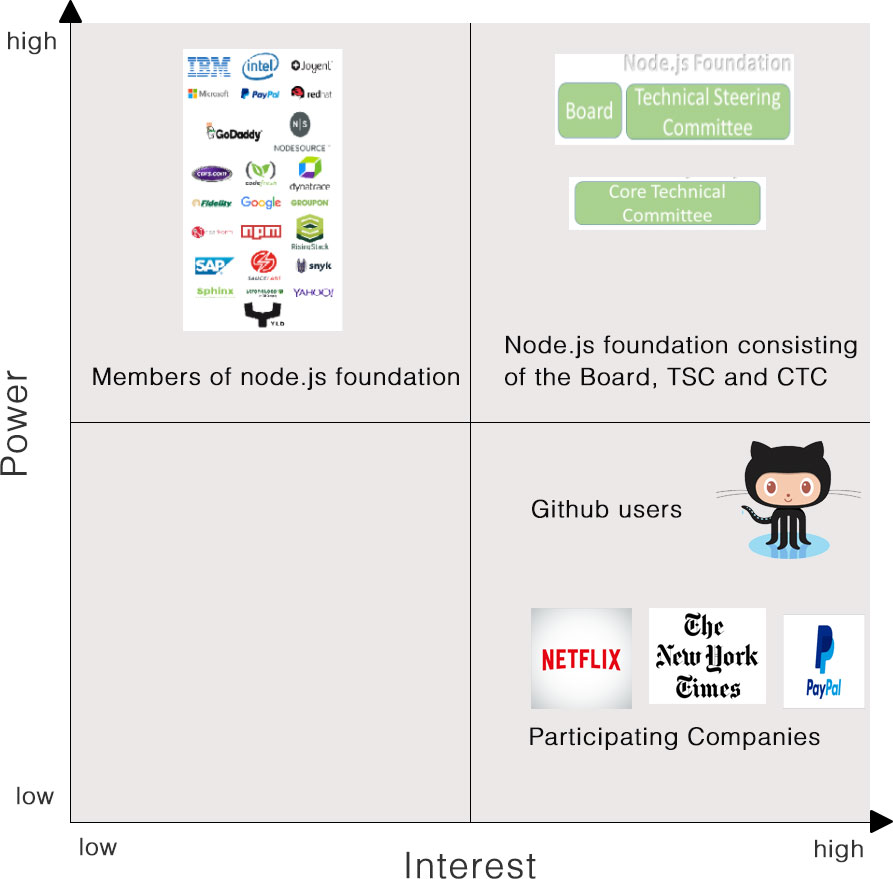 high
IBM intel Joyent
Microsoft PayPal redhat
GoDaddy N|S
NODESOURCE
cars.com codefresh dynatrace
Fidelity Google GROUPON
npm RisingStack
SAP SAUCE LABS snyk
Sphinx YAHOO!
YLD
Members of node.js foundation
Node.js Foundation
Board Technical Steering
Committee
Core Technical
Committee
Node.js foundation consisting
of the Board, TSC and CTC
Power
Github users
NETFLIX
The
New York
Times
PayPal
Participating Companies
low
low
high
Interest